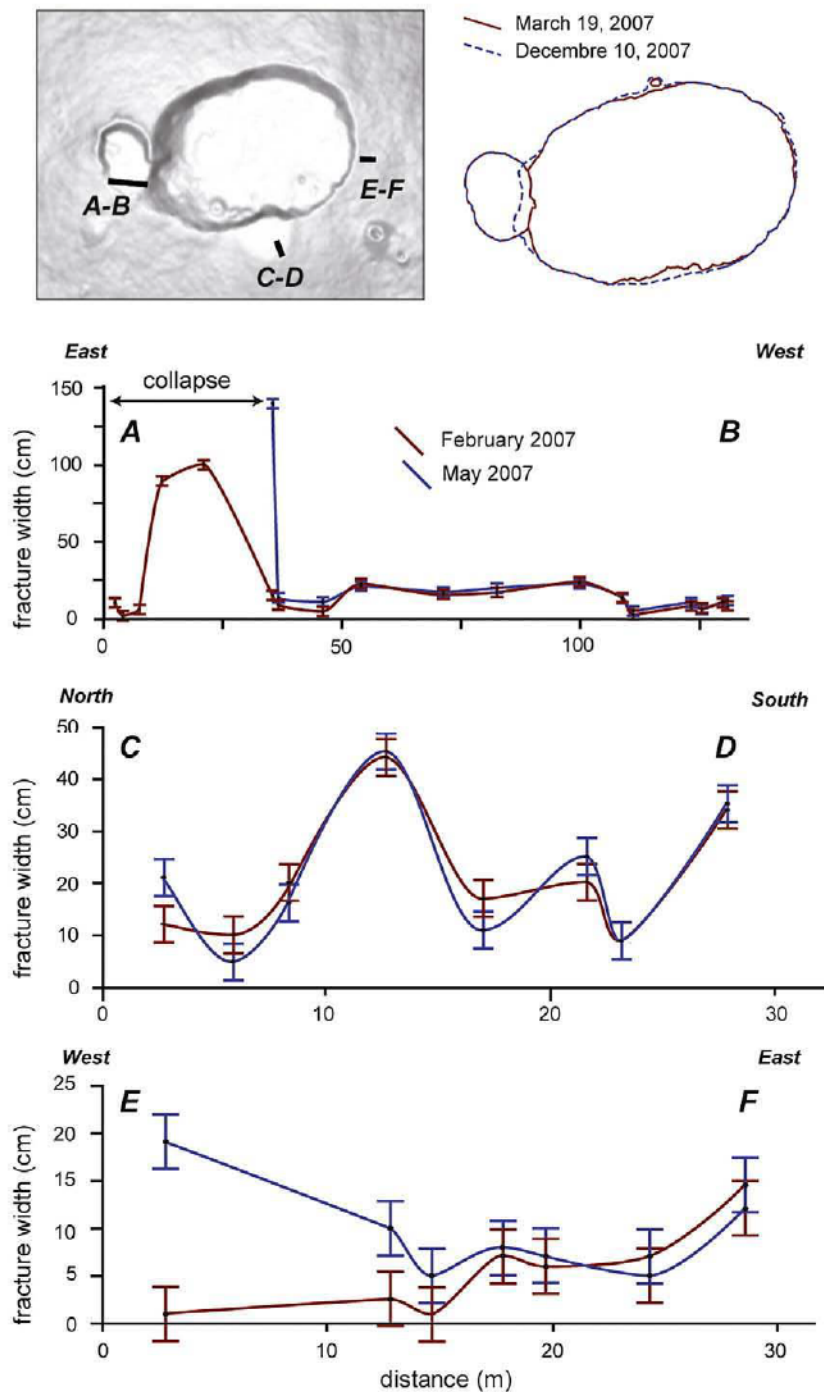 March 19, 2007
Decembre 10, 2007
A-B
E-F
C-D
East
West
collapse
A
B
February 2007
May 2007
fracture width (cm)
150
100
50
0
0
50
100
North
South
C
D
fracture width (cm)
50
40
30
20
10
0
0
10
20
30
West
East
E
F
fracture width (cm)
25
20
15
10
5
0
0
10
20
30
distance (m)